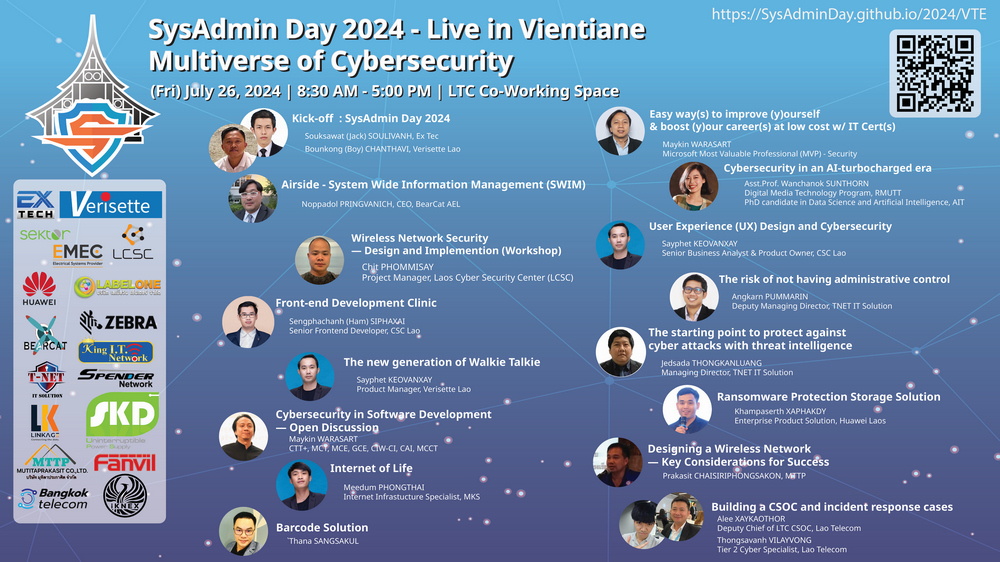 https://SysAdminDay.github.io/2024/VTE
SysAdmin Day 2024 - Live in Vientiane
Multiverse of Cybersecurity
(Fri) July 26, 2024 | 8:30 AM - 5:00 PM | LTC Co-Working Space
Kick-off : SysAdmin Day 2024
Souksawat (Jack) SOULIVANH, Ex Tec
Bounkong (Boy) CHANTHAVI, Verisette Lao
Airside - System Wide Information Management (SWIM)
Noppadol PRINGVANICH, CEO, BearCat AEL
Wireless Network Security
— Design and Implemention (Workshop)
Chit PHOMMISAY
Project Manager, Laos Cyber Security Center (LCSC)
Front-end Development Clinic
Sengphachanh (Ham) SIPHAXAI
Senior Frontend Developer, CSC Lao
The new generation of Walkie Talkie
Sayphet KEOVANXAY
Product Manager, Verisette Lao
Cybersecurity in Software Development
— Open Discussion
Maykin WARASART
CTT+, MCT, MCE, GCE, CIW-CI, CAI, MCCT
Internet of Life
Meedum PHONGTHAI
Internet Infrastucture Specialist, MKS
Barcode Solution
Thana SANGSAKUL
Easy way(s) to improve (y)ourself
& boost (y)our career(s) at low cost w/ IT Cert(s)
Maykin WARASART
Microsoft Most Valuable Professional (MVP) - Security
Cybersecurity in an AI-turbocharged era
Asst.Prof. Wanchanok SUNTHORN
Digital Media Technology Program, RMUTT
PhD candidate in Data Science and Artificial Intelligence, AIT
User Experience (UX) Design and Cybersecurity
Sayphet KEOVANXAY
Senior Business Analyst & Product Owner, CSC Lao
The risk of not having administrative control
Angkarn PUMMARIN
Deputy Managing Director, TNET IT Solution
The starting point to protect against
cyber attacks with threat intelligence
Jedsada THONGKANLUANG
Managing Director, TNET IT Solution
Ransomware Protection Storage Solution
Khampaserth XAPHAKDY
Enterprise Product Solution, Huawei Laos
Designing a Wireless Network
— Key Considerations for Success
Prakasit CHAISIRIPHONGSAKON, MTTP
Building a CSOC and incident response cases
Alee XAYKAOTHOR
Deputy Chief of LTC CSOC, Lao Telecom
Thongsavanh VILAYVONG
Tier 2 Cyber Specialist, Lao Telecom
EX
TECH
Verisette
sektor
EMEC
Electrical Systems Provider
LCSC
HUAWEI
LABELONE
BEARCAT
ZEBRA
King I.T.
Network
T-NET
IT SOLUTION
SPENDER
Network
LK
LINKAGE
SKD
Uninterruptible
Power Supply
MTTP
MUTITAPRAKASIT CO.,LTD.
Fanvil
Bangkok
telecom
IKNEX